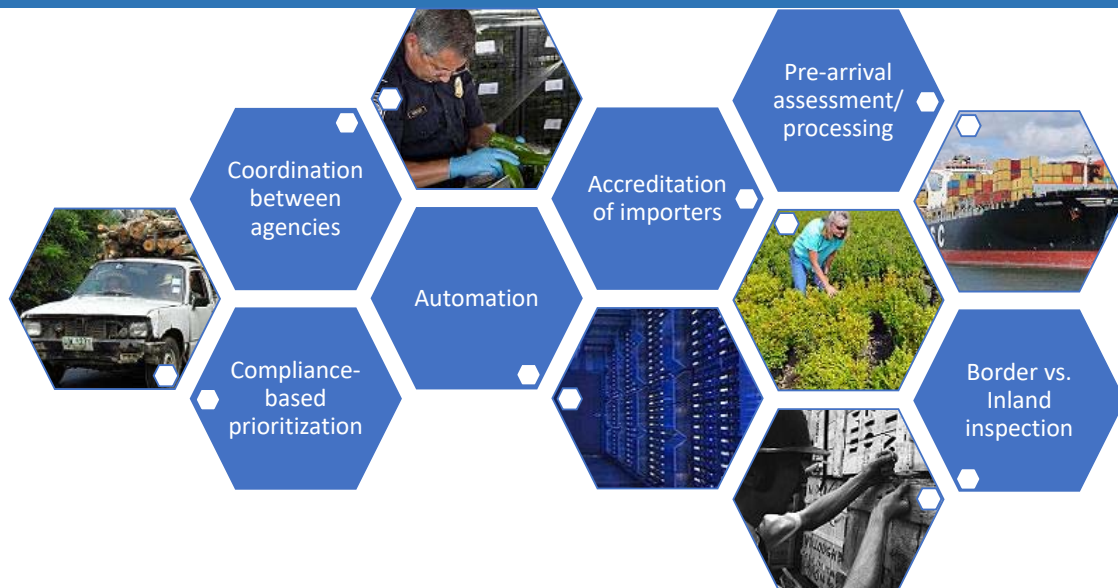 Pre-arrival
assessment/
processing
Coordination
between
agencies
Accreditation
of importers
Automation
Compliance-
based
prioritization
Border vs.
Inland
inspection